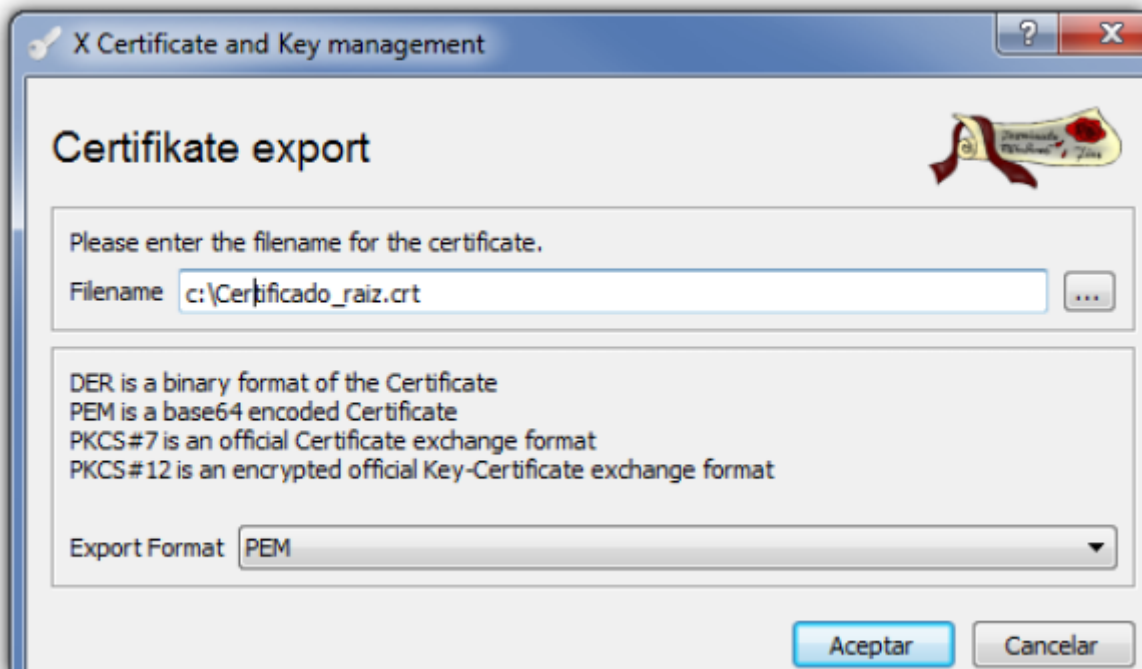 X Certificate and Key management
Certifikate export
Please enter the filename for the certificate.
Filename c:\Certificado_raiz.crt ...
DER is a binary format of the Certificate
PEM is a base64 encoded Certificate
PKCS#7 is an official Certificate exchange format
PKCS#12 is an encrypted official Key-Certificate exchange format
Export Format PEM
Aceptar Cancelar